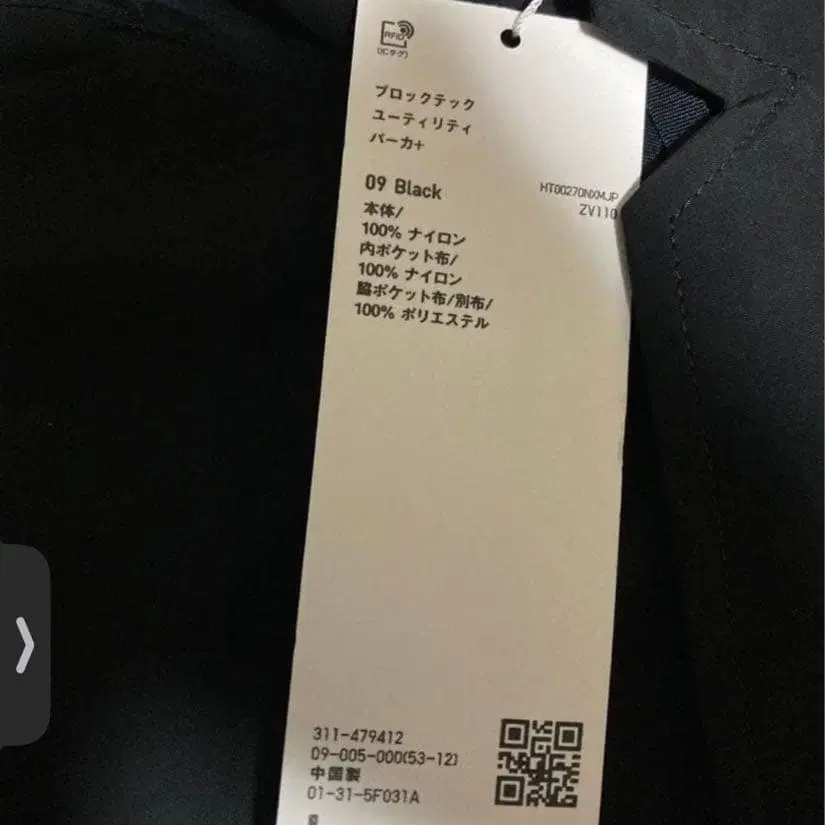 RFID
(ICタグ)
ブロックテック
ユーティリティ
パーカ+
09 Black
HT00270NXMJP
ZV110
本体/
100% ナイロン
内ポケット布/
100% ナイロン
脇ポケット布/別布/
100% ポリエステル
311-479412
09-005-000(53-12)
中国製
01-31-5F031A